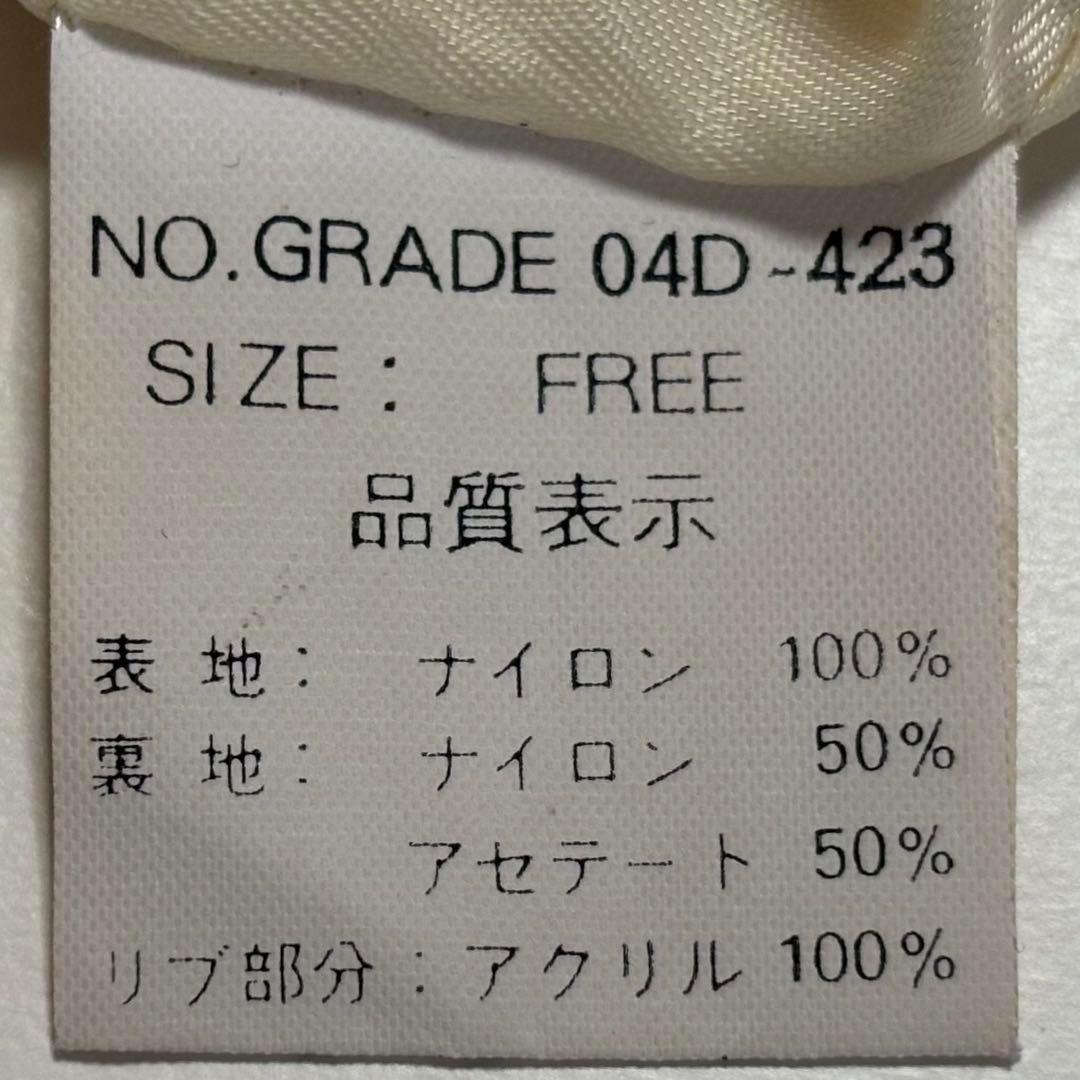 NO.GRADE 04D-423
SIZE: FREE
品質表示
表地: ナイロン 100%
裏地: ナイロン 50%
アセテート 50%
リブ部分: アクリル 100%